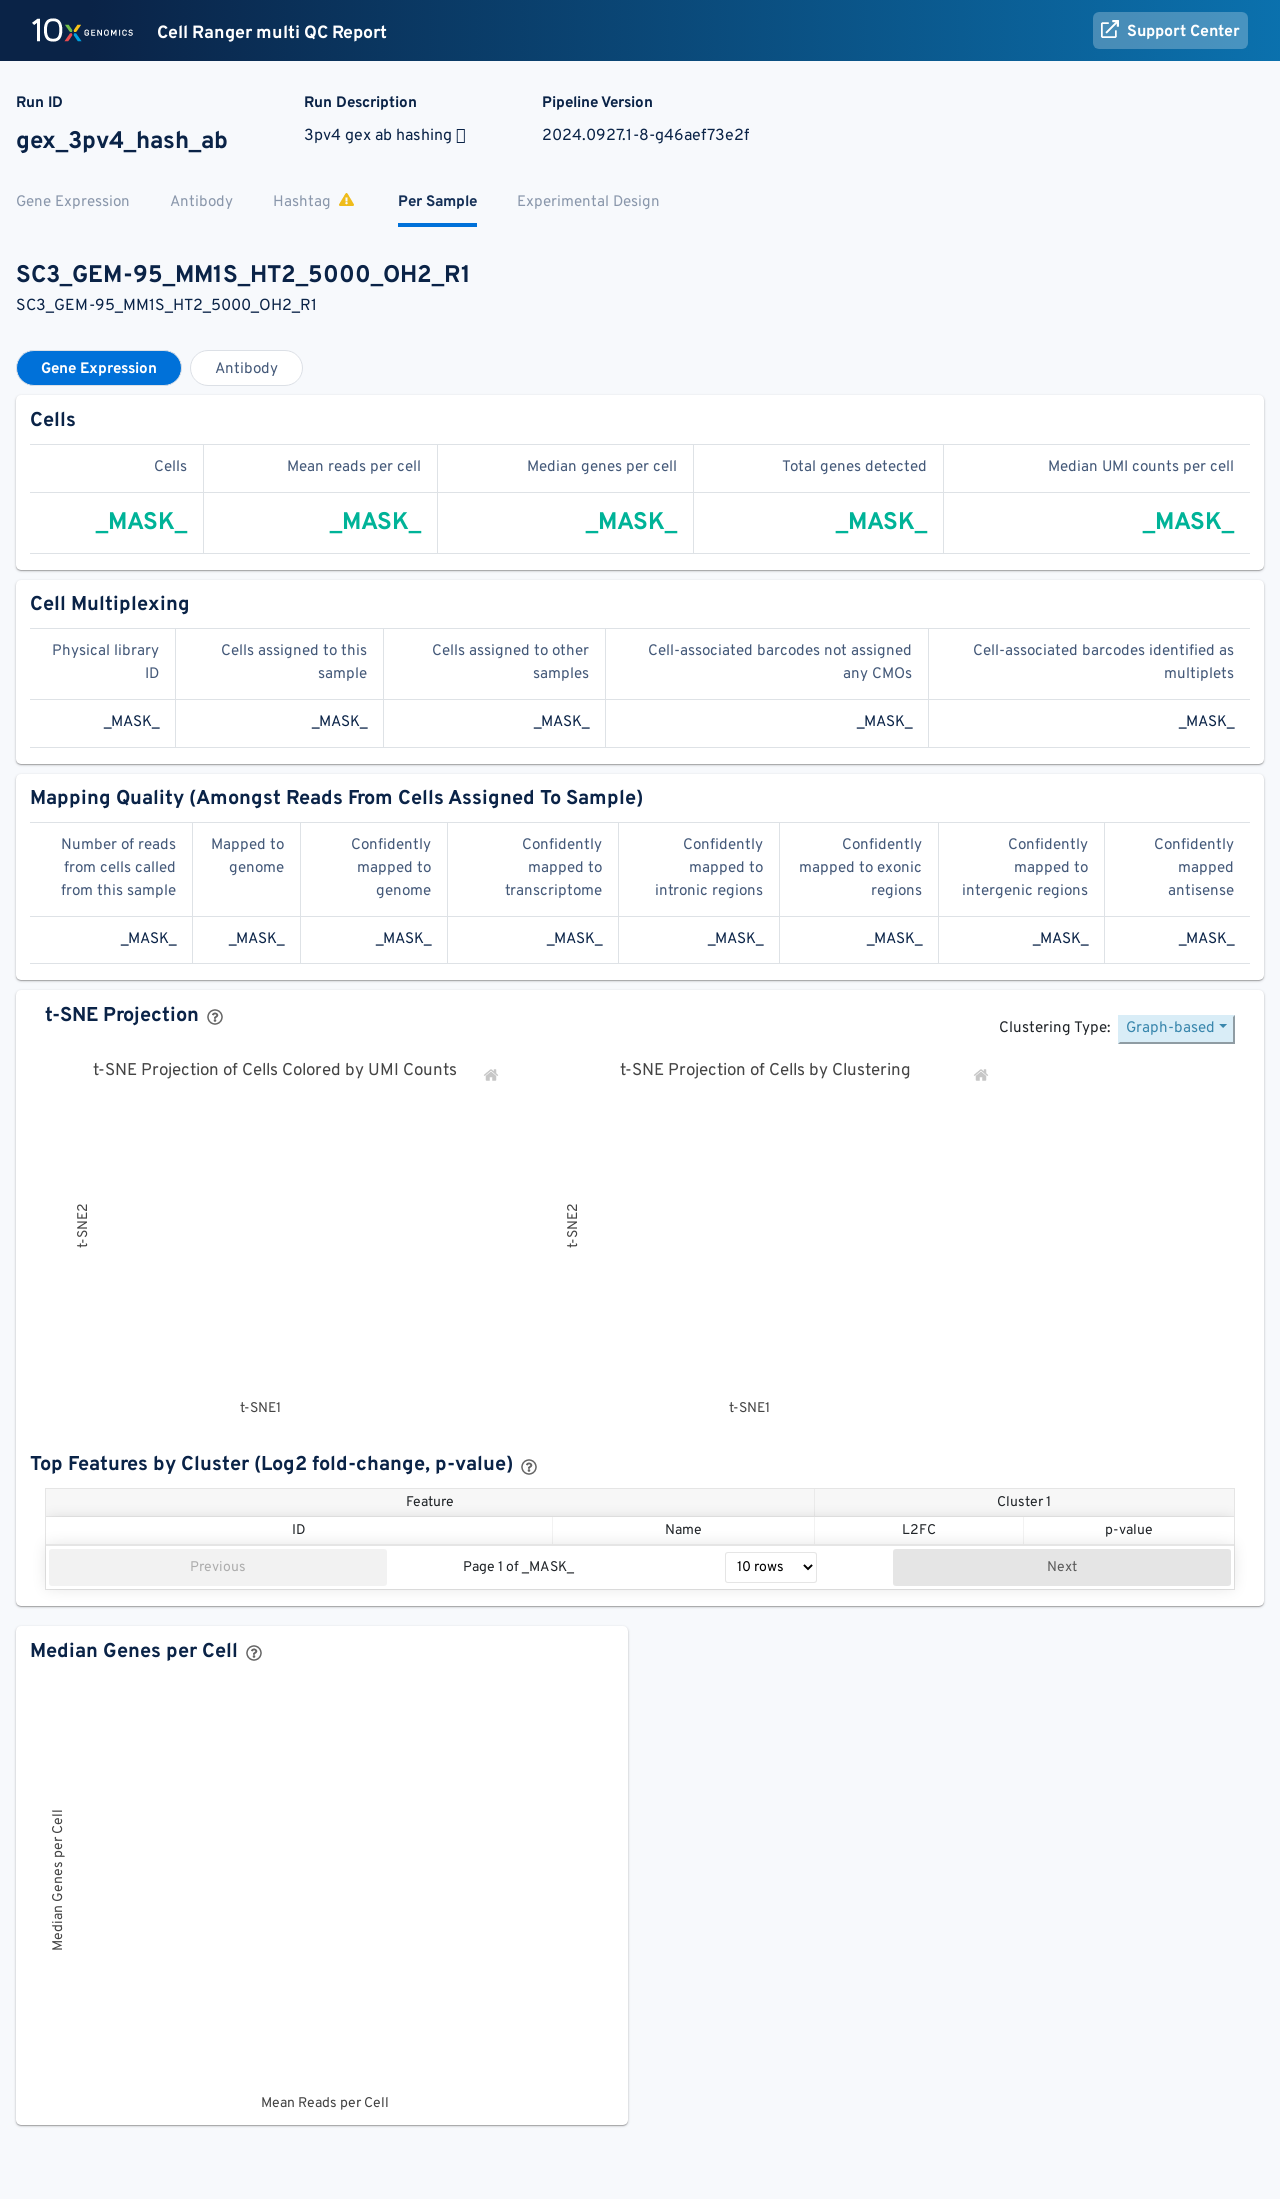 10x GENOMICS Cell Ranger multi QC Report Support Center
Run ID Run Description Pipeline Version
gex_3pv4_hash_ab 3pv4 gex ab hashing 2024.0927.1-8-g46aef73e2f
Gene Expression Antibody Hashtag Per Sample Experimental Design
SC3_GEM-95_MM1S_HT2_5000_OH2_R1
SC3_GEM-95_MM1S_HT2_5000_OH2_R1
Gene Expression Antibody
Cells
Cells Mean reads per cell Median genes per cell Total genes detected Median UMI counts per cell
_MASK_ _MASK_ _MASK_ _MASK_ _MASK_
Cell Multiplexing
Physical library Cells assigned to this Cells assigned to other Cell-associated barcodes not assigned Cell-associated barcodes identified as
ID sample samples any CMOs multiplets
_MASK_ _MASK_ _MASK_ _MASK_ _MASK_
Mapping Quality (Amongst Reads From Cells Assigned To Sample)
Number of reads Mapped to Confidently Confidently Confidently Confidently Confidently Confidently
from cells called genome mapped to mapped to mapped to mapped to exonic mapped to mapped
from this sample genome transcriptome intronic regions regions intergenic regions antisense
_MASK_ _MASK_ _MASK_ _MASK_ _MASK_ _MASK_ _MASK_ _MASK_
t-SNE Projection ?
Clustering Type: Graph-based
t-SNE Projection of Cells Colored by UMI Counts t-SNE Projection of Cells by Clustering
t-SNE2 t-SNE2
t-SNE1 t-SNE1
Top Features by Cluster (Log2 fold-change, p-value) ?
Feature Cluster 1
ID Name L2FC p-value
Previous Page 1 of _MASK_ 10 rows Next
Median Genes per Cell ?
Median Genes per Cell
Mean Reads per Cell